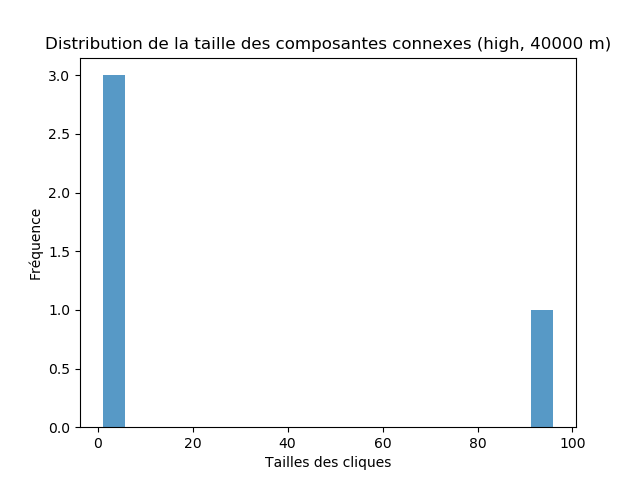 Distribution de la taille des composantes connexes (high, 40000 m)
3.0
2.5
2.0
1.5
1.0
0.5
0.0
Fréquence
0 20 40 60 80 100
Tailles des cliques